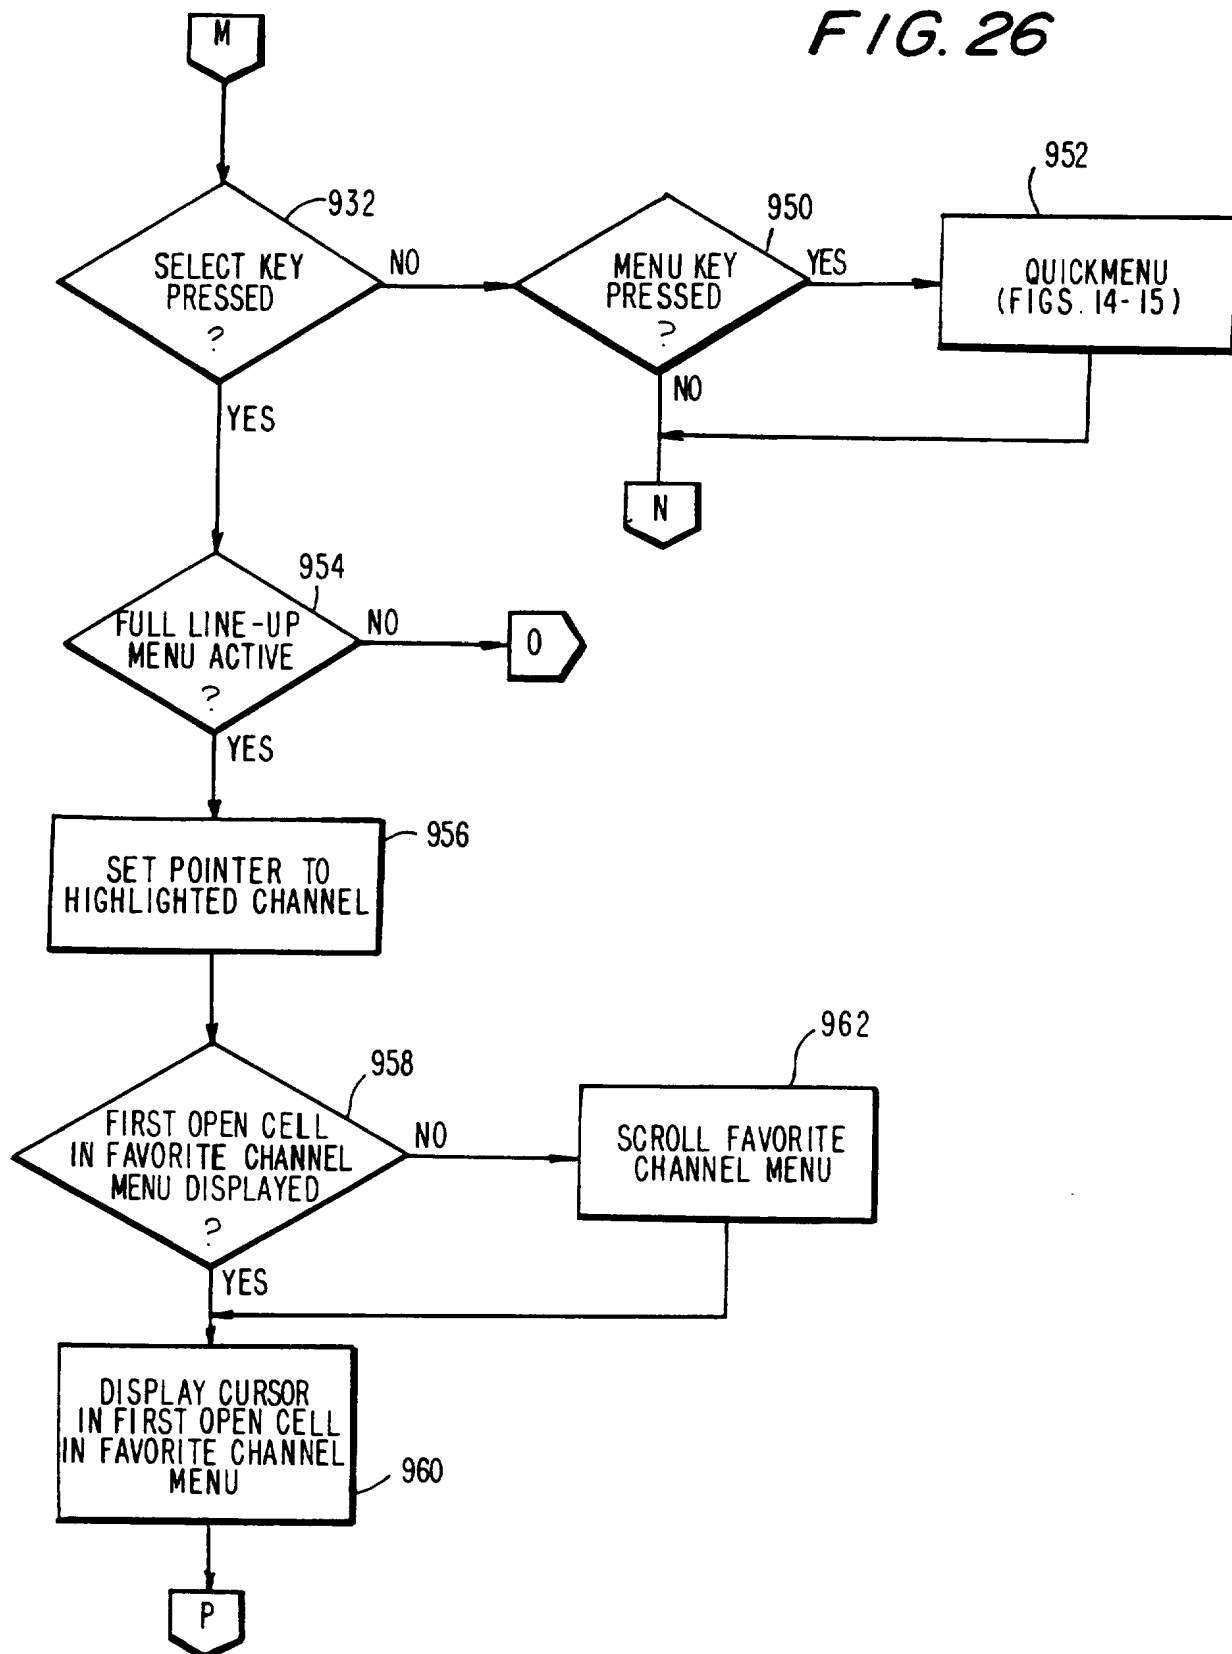 FIG. 26
M
932
SELECT KEY
PRESSED
?
NO
YES
950
MENU KEY
PRESSED
?
YES
NO
952
QUICKMENU
(FIGS. 14-15)
N
954
FULL LINE-UP
MENU ACTIVE
?
NO
O
YES
956
SET POINTER TO
HIGHLIGHTED CHANNEL
958
FIRST OPEN CELL
IN FAVORITE CHANNEL
MENU DISPLAYED
?
NO
YES
962
SCROLL FAVORITE
CHANNEL MENU
DISPLAY CURSOR
IN FIRST OPEN CELL
IN FAVORITE CHANNEL
MENU
960
P